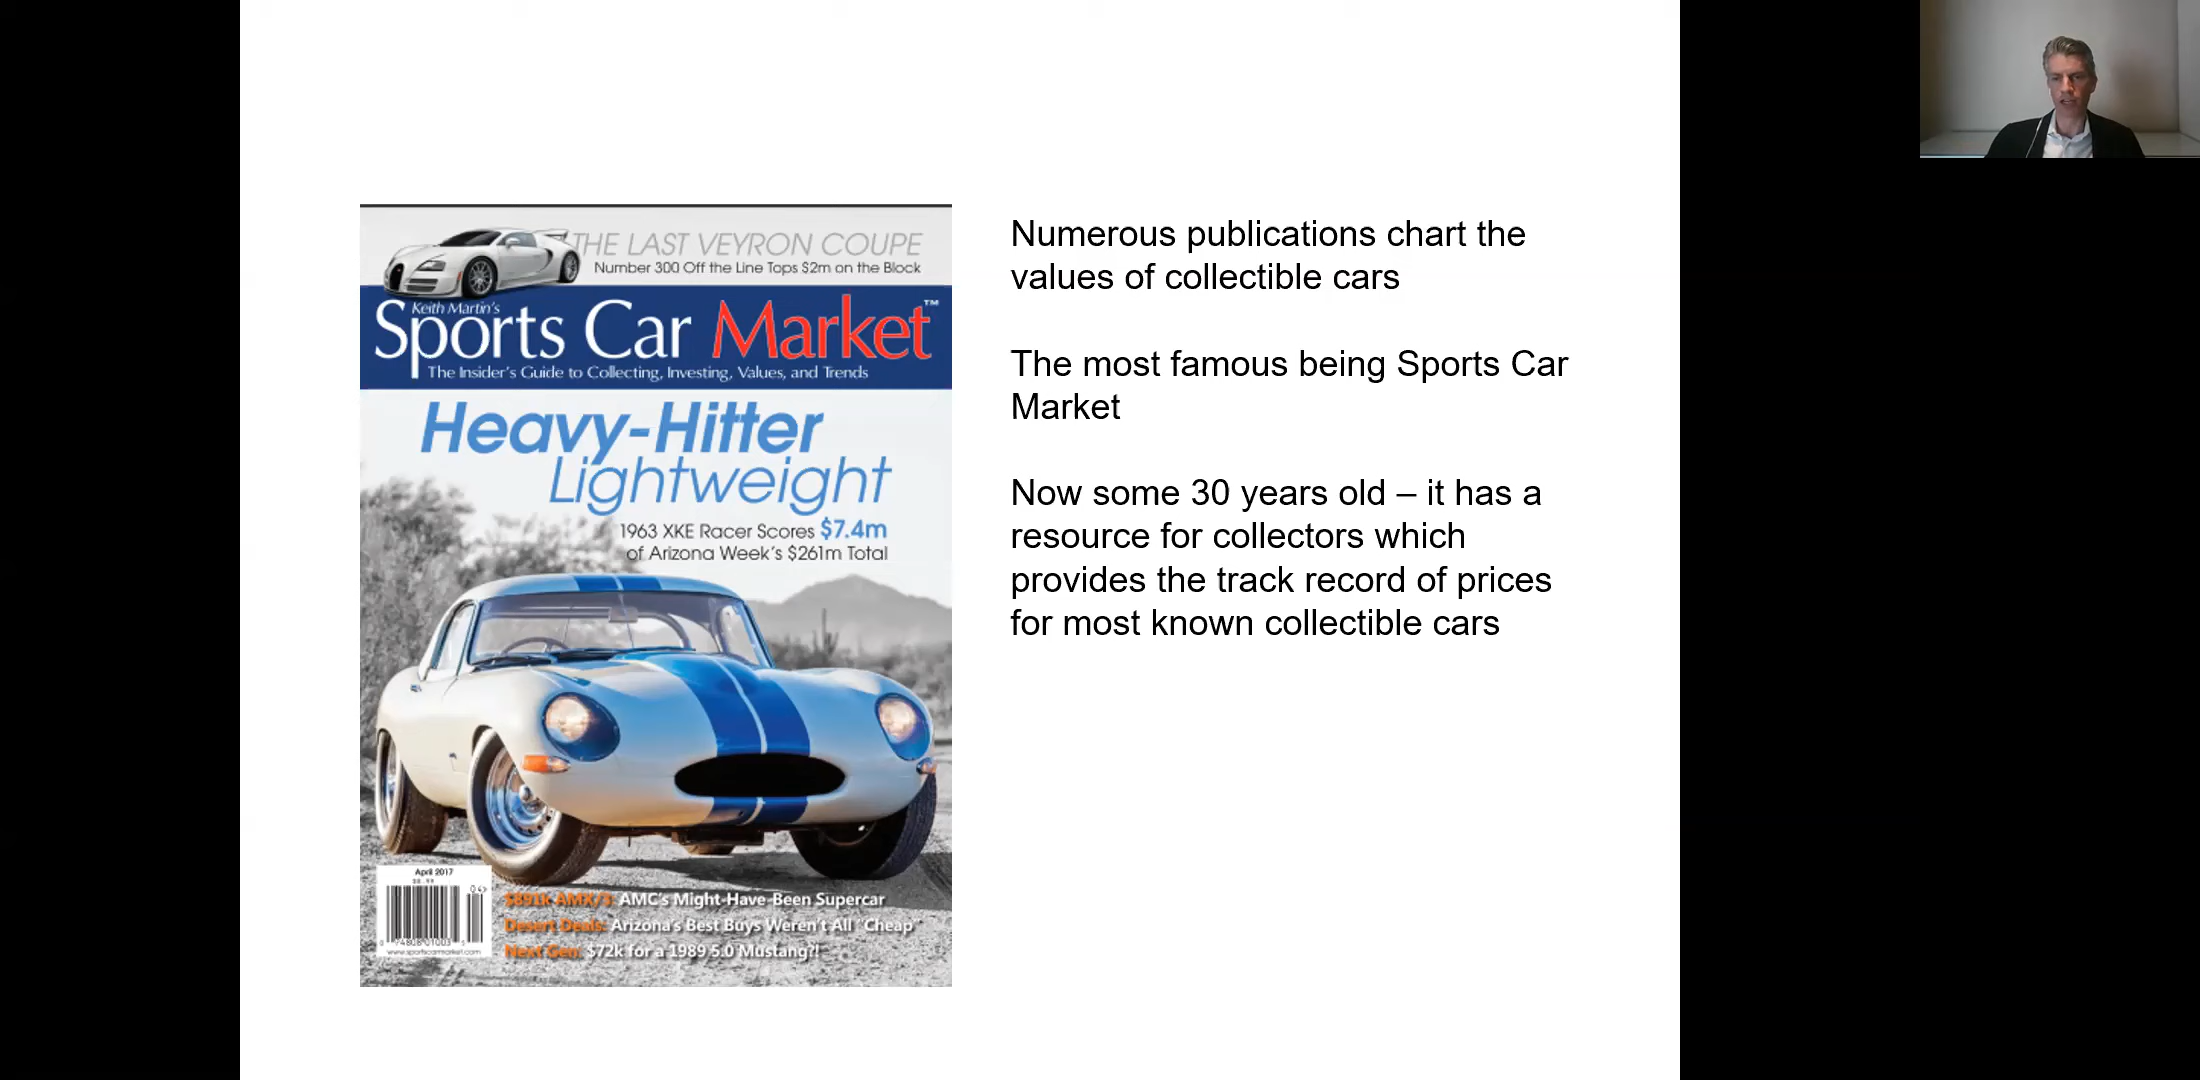 THE LAST VEYRON COUPE
Number 300 Off the Line Tops $2m on the Block
Keith Martin's
Sports Car Market™
The Insider's Guide to Collecting, Investing, Values, and Trends
Heavy-Hitter
Lightweight
1963 XKE Racer Scores $7.4m
of Arizona Week's $261m Total
April 2017
04>
www.sportscarmarket.com
$891k AMX/3: AMC's Might-Have-Been Supercar
Desert Deals: Arizona's Best Buys Weren't All "Cheap
Next Gen: $72k for a 1989 5.0 Mustang?!
Numerous publications chart the
values of collectible cars
The most famous being Sports Car
Market
Now some 30 years old – it has a
resource for collectors which
provides the track record of prices
for most known collectible cars